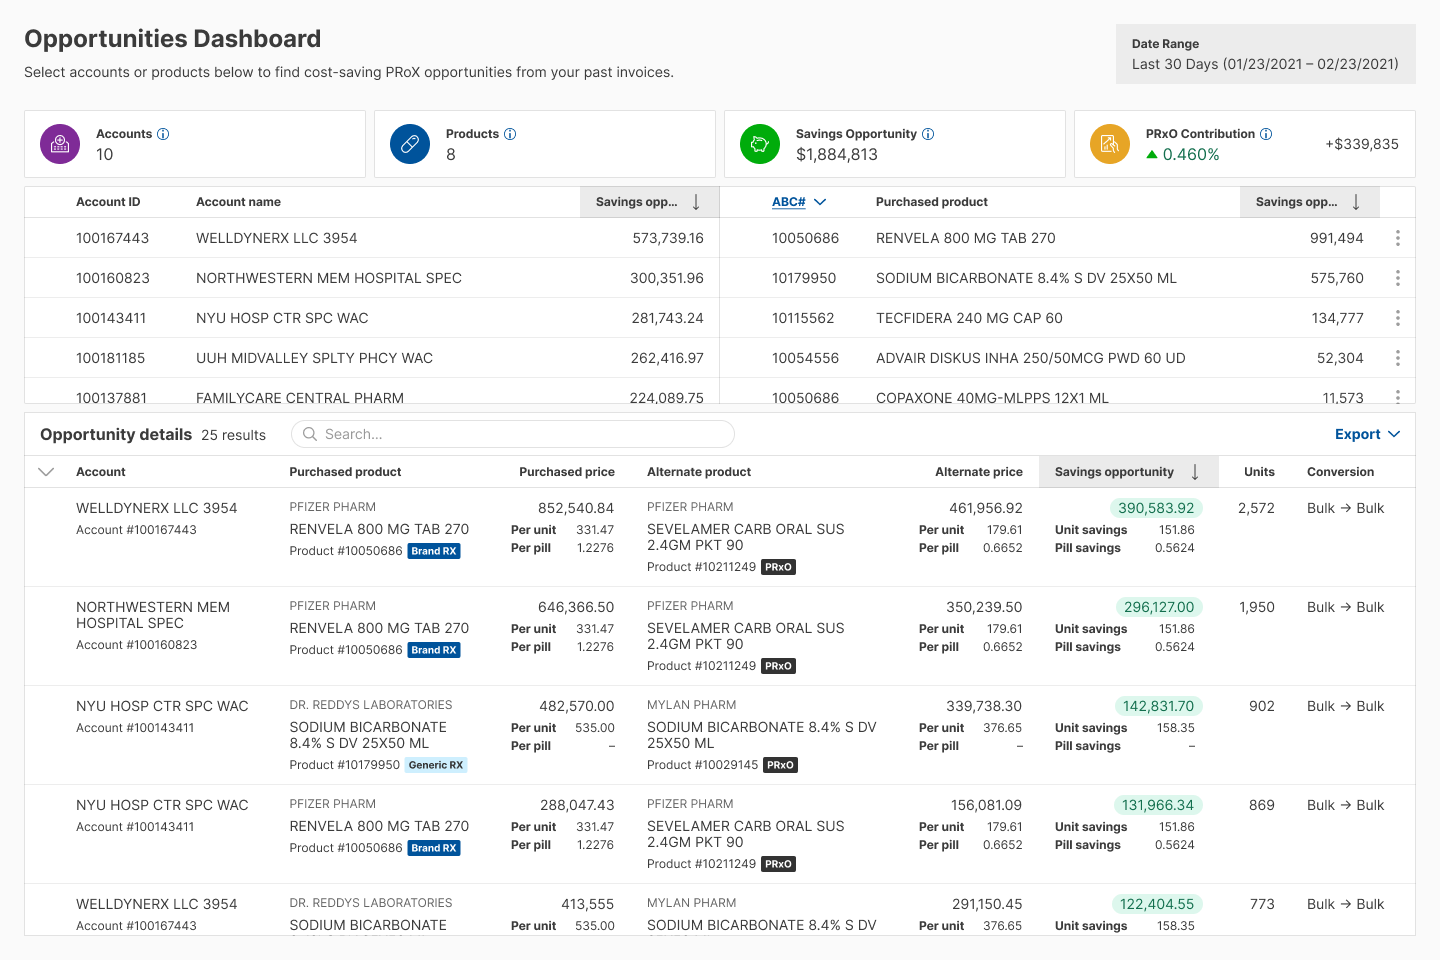 Opportunities Dashboard
Select accounts or products below to find cost-saving PRoX opportunities from your past invoices.
Date Range
Last 30 Days (01/23/2021 – 02/23/2021)
Accounts
10
Products
8
Savings Opportunity
$1,884,813
PRxO Contribution
0.460%
+$339,835
Account ID Account name Savings opp... ABC# Purchased product Savings opp...
100167443 WELLDYNERX LLC 3954 573,739.16 10050686 RENVELA 800 MG TAB 270 991,494
100160823 NORTHWESTERN MEM HOSPITAL SPEC 300,351.96 10179950 SODIUM BICARBONATE 8.4% S DV 25X50 ML 575,760
100143411 NYU HOSP CTR SPC WAC 281,743.24 10115562 TECFIDERA 240 MG CAP 60 134,777
100181185 UUH MIDVALLEY SPLTY PHCY WAC 262,416.97 10054556 ADVAIR DISKUS INHA 250/50MCG PWD 60 UD 52,304
100137881 FAMILYCARE CENTRAL PHARM 224,089.75 10050686 COPAXONE 40MG-MLPPS 12X1 ML 11,573
Opportunity details 25 results Search... Export
Account Purchased product Purchased price Alternate product Alternate price Savings opportunity Units Conversion
WELLDYNERX LLC 3954 PFIZER PHARM 852,540.84 PFIZER PHARM 461,956.92 390,583.92 2,572 Bulk → Bulk
Account #100167443 RENVELA 800 MG TAB 270 Per unit 331.47 SEVELAMER CARB ORAL SUS Per unit 179.61 Unit savings 151.86
Product #10050686 Brand RX Per pill 1.2276 2.4GM PKT 90 Per pill 0.6652 Pill savings 0.5624
Product #10211249 PRxO
NORTHWESTERN MEM PFIZER PHARM 646,366.50 PFIZER PHARM 350,239.50 296,127.00 1,950 Bulk → Bulk
HOSPITAL SPEC RENVELA 800 MG TAB 270 Per unit 331.47 SEVELAMER CARB ORAL SUS Per unit 179.61 Unit savings 151.86
Account #100160823 Product #10050686 Brand RX Per pill 1.2276 2.4GM PKT 90 Per pill 0.6652 Pill savings 0.5624
Product #10211249 PRxO
NYU HOSP CTR SPC WAC DR. REDDYS LABORATORIES 482,570.00 MYLAN PHARM 339,738.30 142,831.70 902 Bulk → Bulk
Account #100143411 SODIUM BICARBONATE Per unit 535.00 SODIUM BICARBONATE 8.4% S DV Per unit 376.65 Unit savings 158.35
8.4% S DV 25X50 ML Per pill – 25X50 ML Per pill – Pill savings –
Product #10179950 Generic RX Product #10029145 PRxO
NYU HOSP CTR SPC WAC PFIZER PHARM 288,047.43 PFIZER PHARM 156,081.09 131,966.34 869 Bulk → Bulk
Account #100143411 RENVELA 800 MG TAB 270 Per unit 331.47 SEVELAMER CARB ORAL SUS Per unit 179.61 Unit savings 151.86
Product #10050686 Brand RX Per pill 1.2276 2.4GM PKT 90 Per pill 0.6652 Pill savings 0.5624
Product #10211249 PRxO
WELLDYNERX LLC 3954 DR. REDDYS LABORATORIES 413,555 MYLAN PHARM 291,150.45 122,404.55 773 Bulk → Bulk
Account #100167443 SODIUM BICARBONATE Per unit 535.00 SODIUM BICARBONATE 8.4% S DV Per unit 376.65 Unit savings 158.35